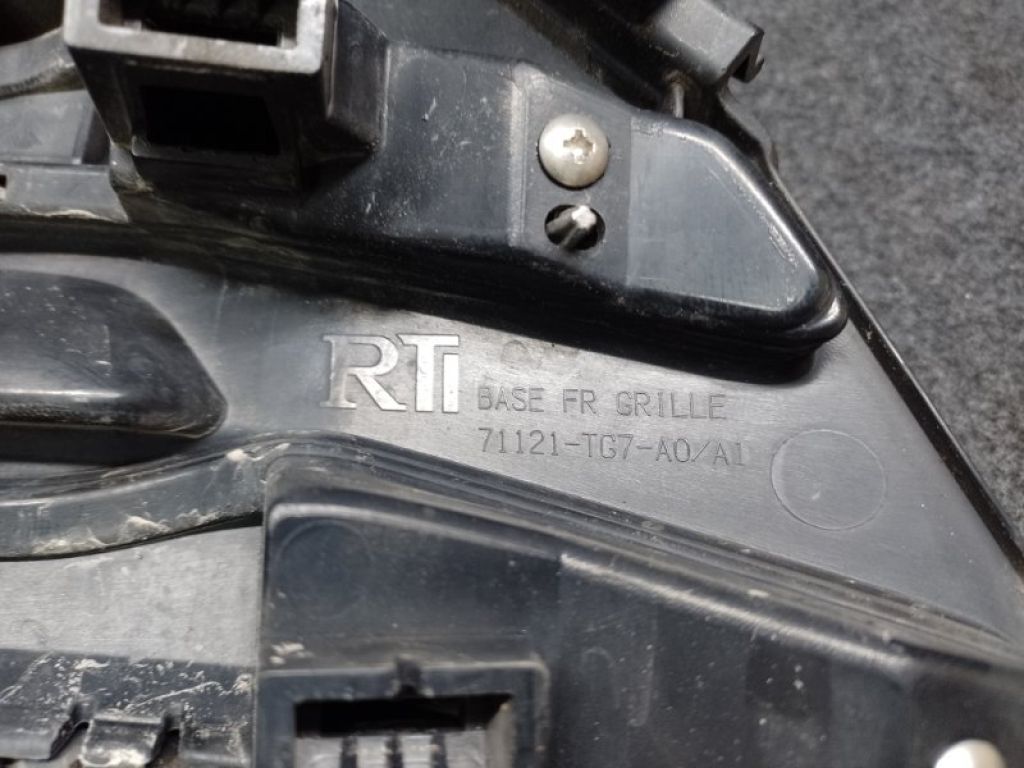 RTi
BASE FR GRILLE
71121-TG7-A0/A1